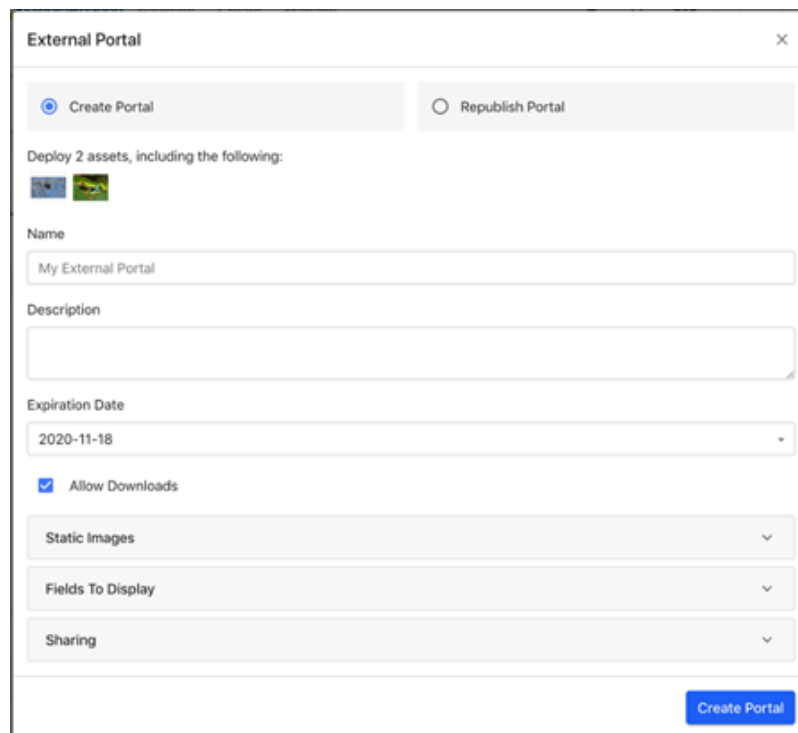 External Portal
Create Portal
Republish Portal
Deploy 2 assets, including the following:
Name
My External Portal
Description
Expiration Date
2020-11-18
Allow Downloads
Static Images
Fields To Display
Sharing
Create Portal